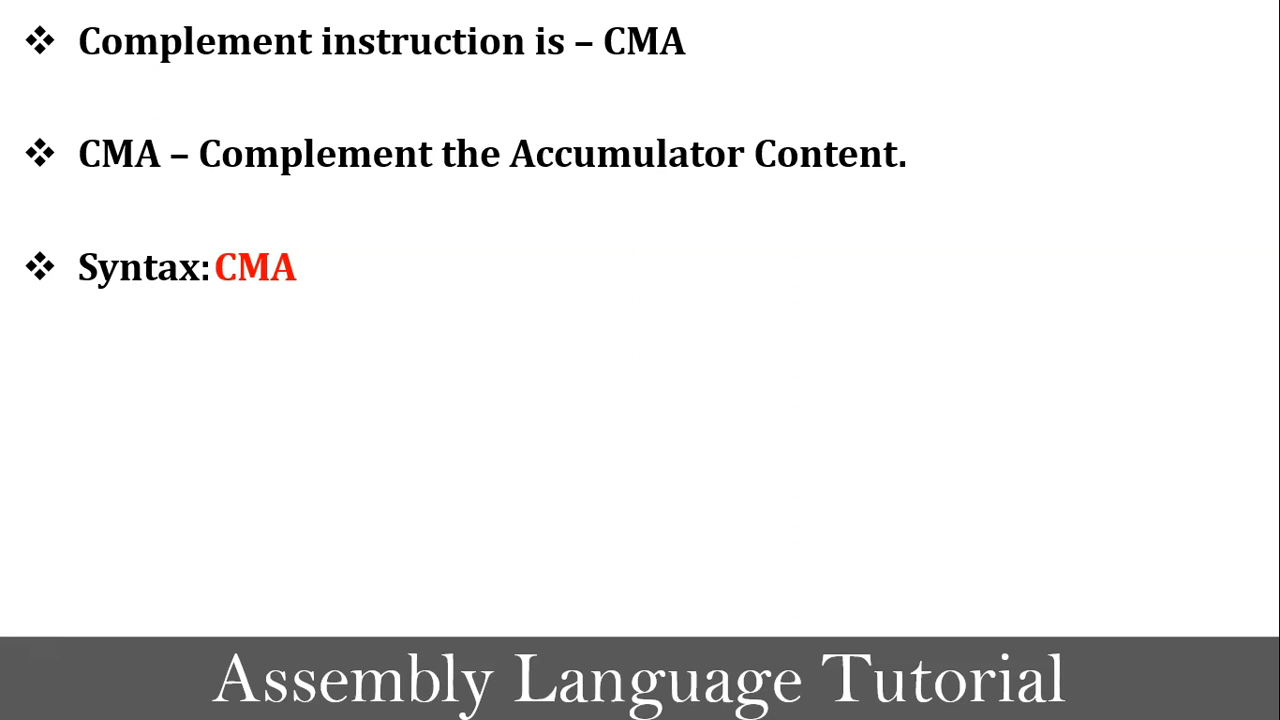 ❖ Complement instruction is – CMA
❖ CMA – Complement the Accumulator Content.
❖ Syntax: CMA
Assembly Language Tutorial